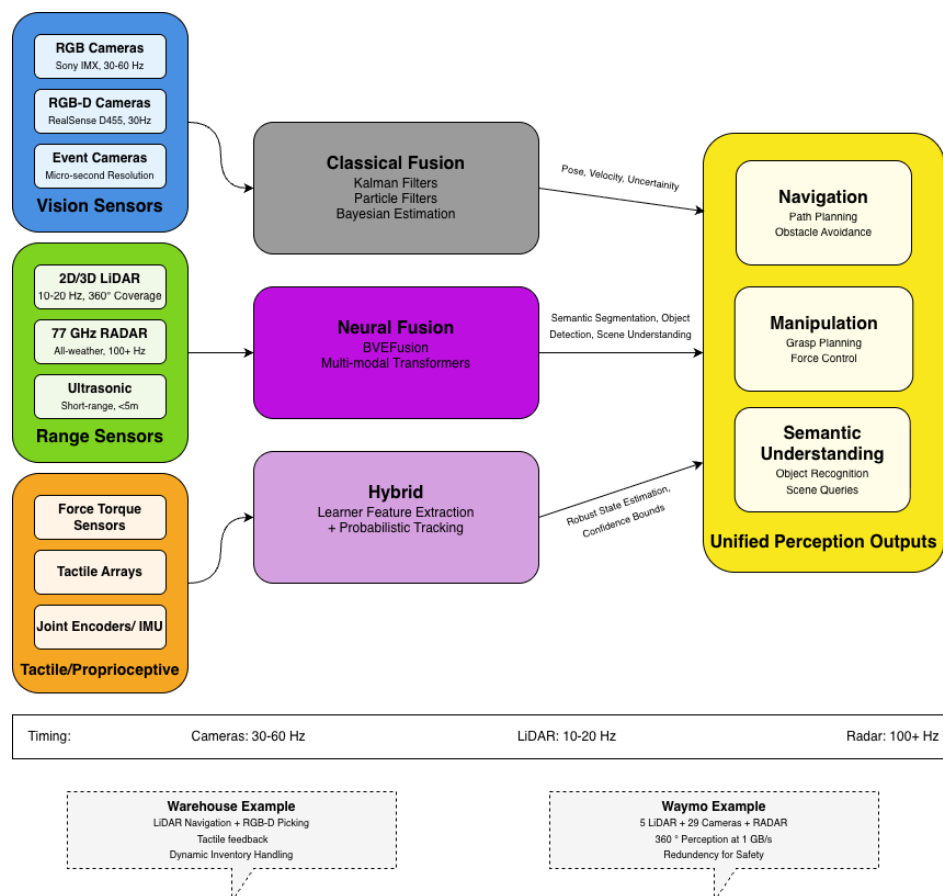 RGB Cameras
Sony IMX, 30-60 Hz
RGB-D Cameras
RealSense D455, 30Hz
Event Cameras
Micro-second Resolution
Vision Sensors
2D/3D LiDAR
10-20 Hz, 360° Coverage
77 GHz RADAR
All-weather, 100+ Hz
Ultrasonic
Short-range, <5m
Range Sensors
Force Torque
Sensors
Tactile Arrays
Joint Encoders/ IMU
Tactile/Proprioceptive
Classical Fusion
Kalman Filters
Particle Filters
Bayesian Estimation
Neural Fusion
BVEFusion
Multi-modal Transformers
Hybrid
Learner Feature Extraction
+ Probabilistic Tracking
Pose, Velocity, Uncertainity
Semantic Segmentation, Object
Detection, Scene Understanding
Robust State Estimation,
Confidence Bounds
Navigation
Path Planning
Obstacle Avoidance
Manipulation
Grasp Planning
Force Control
Semantic
Understanding
Object Recognition
Scene Queries
Unified Perception Outputs
Timing: Cameras: 30-60 Hz LiDAR: 10-20 Hz Radar: 100+ Hz
Warehouse Example
LiDAR Navigation + RGB-D Picking
Tactile feedback
Dynamic Inventory Handling
Waymo Example
5 LiDAR + 29 Cameras + RADAR
360 ° Perception at 1 GB/s
Redundency for Safety